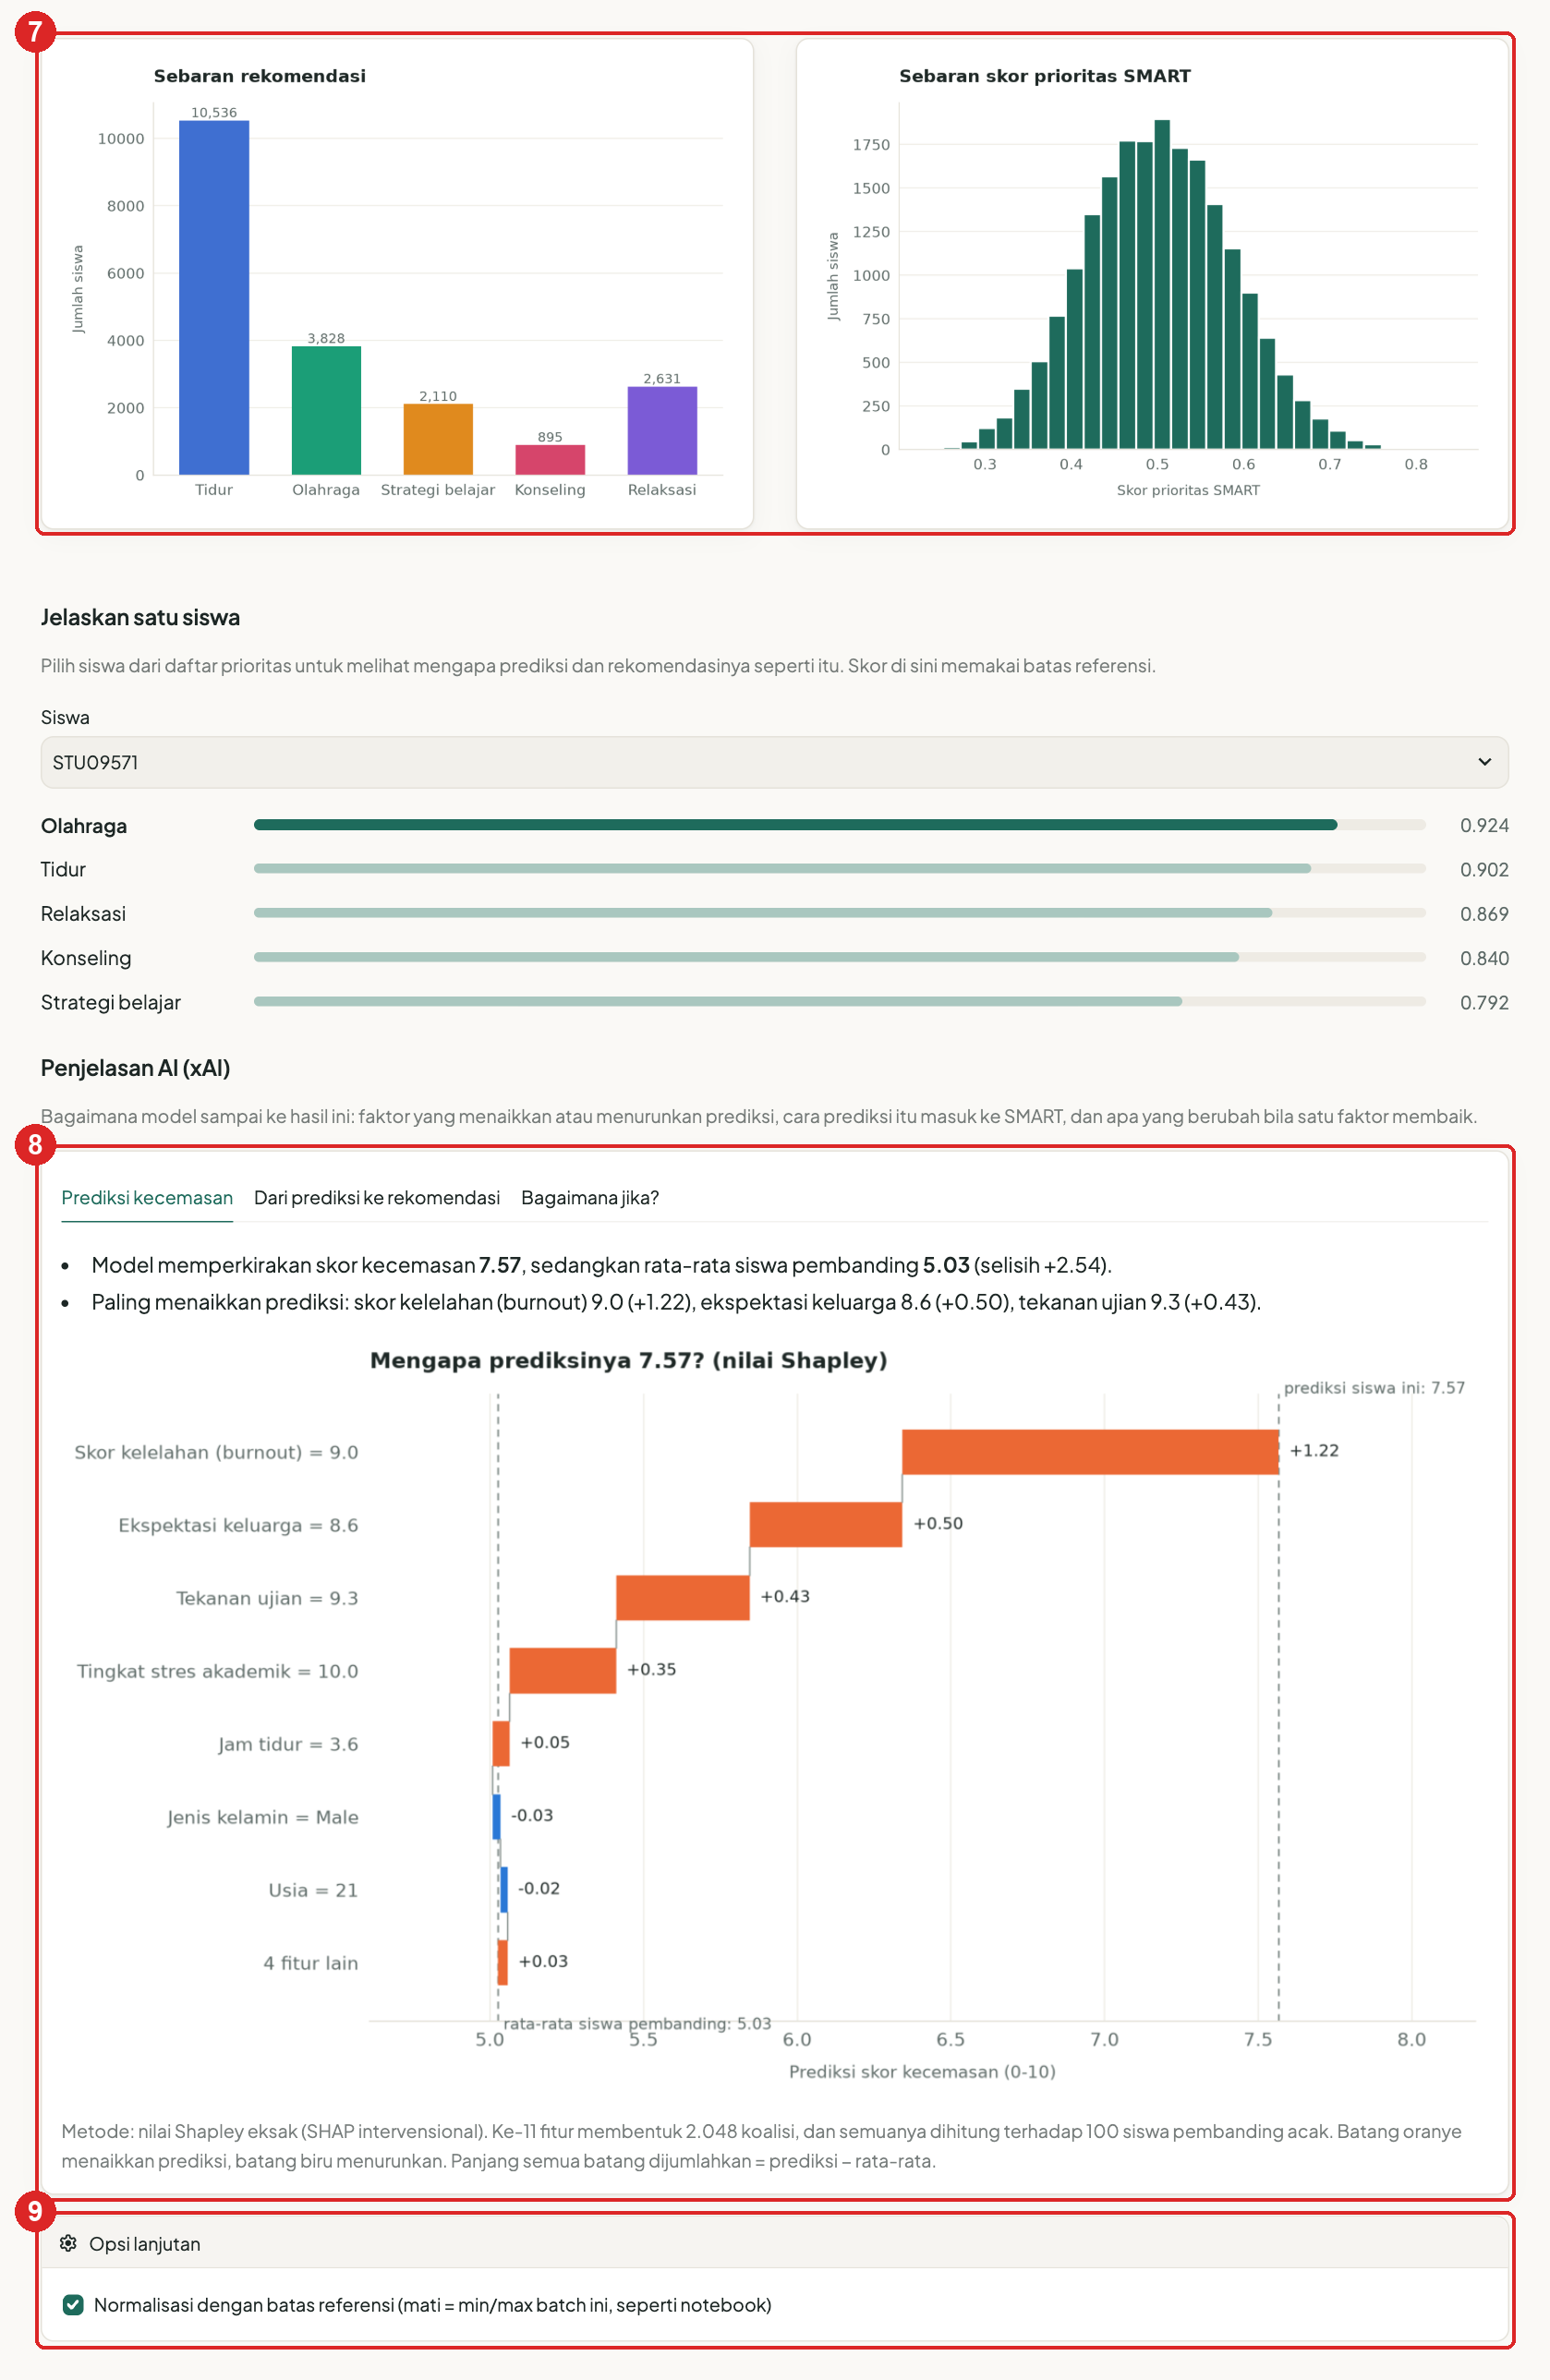 7
Sebaran rekomendasi
10,536
10000
8000
6000
4000
2000
0
Jumlah siswa
3,828
2,110
895
2,631
Tidur
Olahraga
Strategi belajar
Konseling
Relaksasi
Sebaran skor prioritas SMART
1750
1500
1250
1000
750
500
250
0
Jumlah siswa
0.3
0.4
0.5
0.6
0.7
0.8
Skor prioritas SMART
Jelaskan satu siswa
Pilih siswa dari daftar prioritas untuk melihat mengapa prediksi dan rekomendasinya seperti itu. Skor di sini memakai batas referensi.
Siswa
STU09571
Olahraga 0.924
Tidur 0.902
Relaksasi 0.869
Konseling 0.840
Strategi belajar 0.792
Penjelasan AI (xAI)
Bagaimana model sampai ke hasil ini: faktor yang menaikkan atau menurunkan prediksi, cara prediksi itu masuk ke SMART, dan apa yang berubah bila satu faktor membaik.
8
Prediksi kecemasan Dari prediksi ke rekomendasi Bagaimana jika?
• Model memperkirakan skor kecemasan 7.57, sedangkan rata-rata siswa pembanding 5.03 (selisih +2.54).
• Paling menaikkan prediksi: skor kelelahan (burnout) 9.0 (+1.22), ekspektasi keluarga 8.6 (+0.50), tekanan ujian 9.3 (+0.43).
Mengapa prediksinya 7.57? (nilai Shapley)
prediksi siswa ini: 7.57
Skor kelelahan (burnout) = 9.0 +1.22
Ekspektasi keluarga = 8.6 +0.50
Tekanan ujian = 9.3 +0.43
Tingkat stres akademik = 10.0 +0.35
Jam tidur = 3.6 +0.05
Jenis kelamin = Male -0.03
Usia = 21 -0.02
4 fitur lain +0.03
rata-rata siswa pembanding: 5.03
5.0 5.5 6.0 6.5 7.0 7.5 8.0
Prediksi skor kecemasan (0-10)
Metode: nilai Shapley eksak (SHAP intervensional). Ke-11 fitur membentuk 2.048 koalisi, dan semuanya dihitung terhadap 100 siswa pembanding acak. Batang oranye
menaikkan prediksi, batang biru menurunkan. Panjang semua batang dijumlahkan = prediksi – rata-rata.
9
Opsi lanjutan
Normalisasi dengan batas referensi (mati = min/max batch ini, seperti notebook)